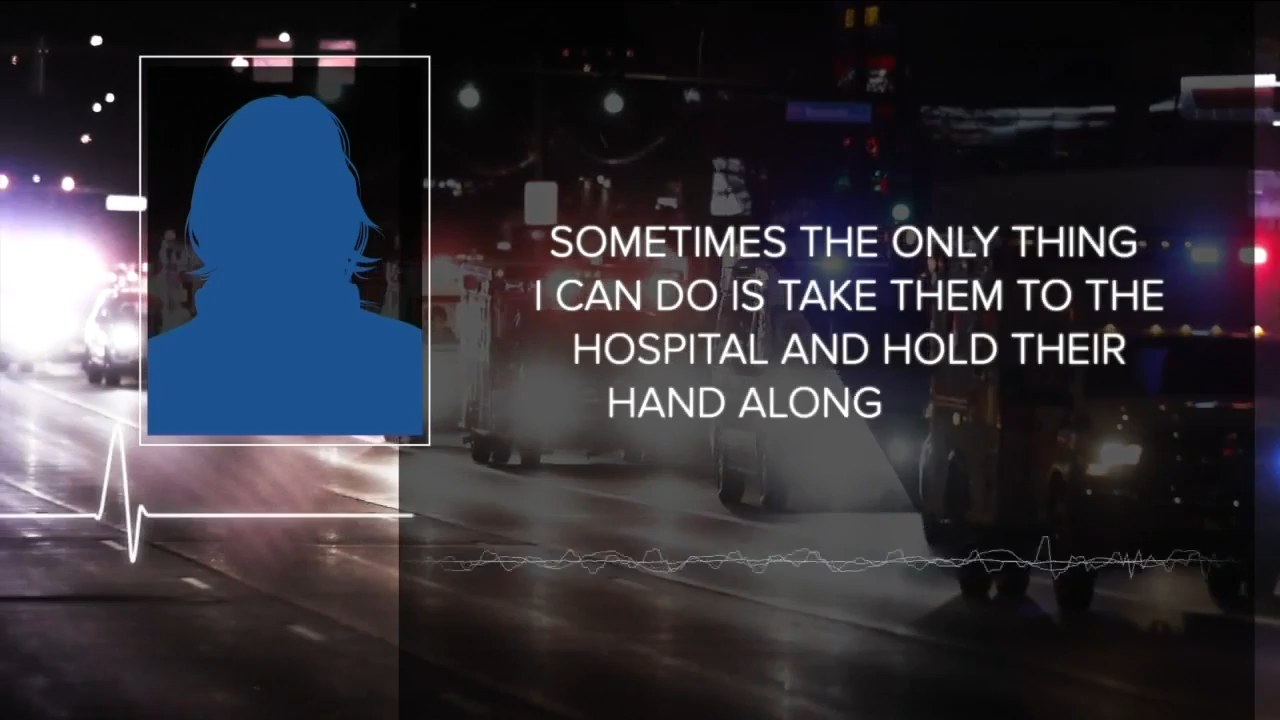 SOMETIMES THE ONLY THING
I CAN DO IS TAKE THEM TO THE
HOSPITAL AND HOLD THEIR
HAND ALONG